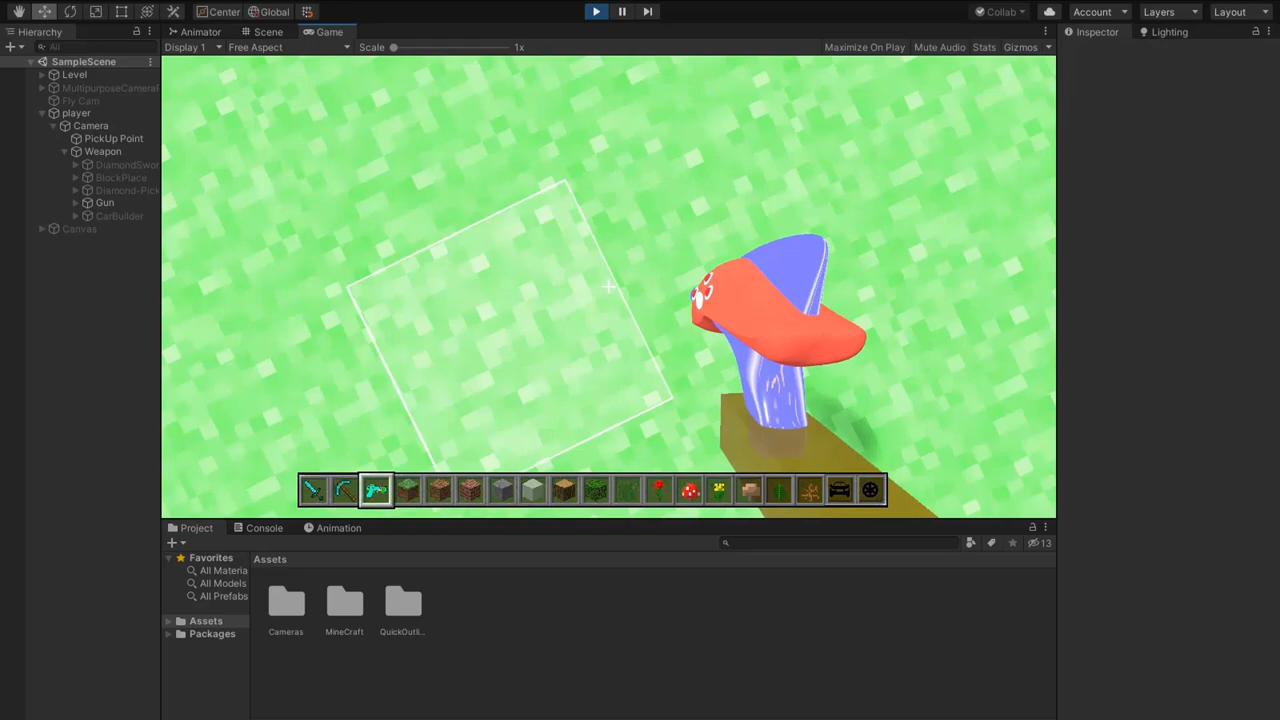 Center Global Collab Account Layers Layout
Hierarchy Animator Scene Game Inspector Lighting
All Display 1 Free Aspect Scale 1x Maximize On Play Mute Audio Stats Gizmos
SampleScene
Level
MultipurposeCameraF
Fly Cam
player
Camera
PickUp Point
Weapon
DiamondSwor
BlockPlace
Diamond-Pick
Gun
CarBuilder
Canvas
Project Console Animation
13
Favorites Assets
All Materia
All Models
All Prefabs
Assets
Packages
Cameras MineCraft QuickOutli...